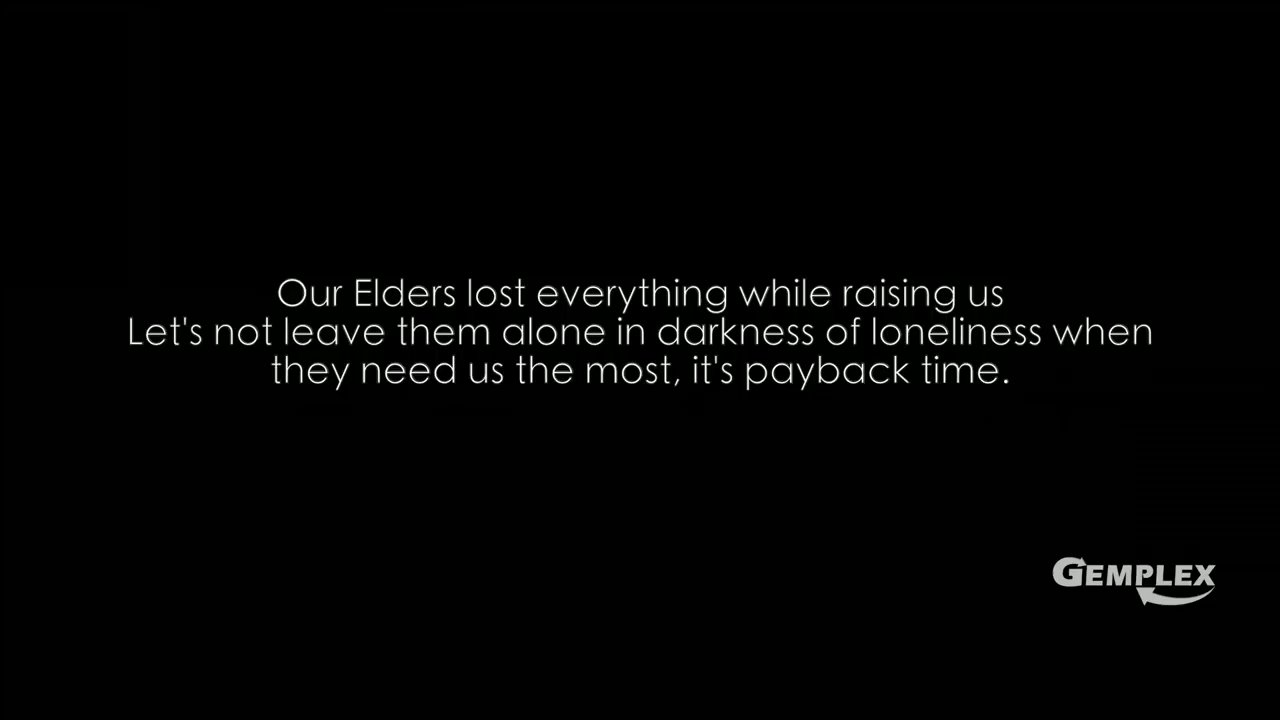 Our Elders lost everything while raising us
Let's not leave them alone in darkness of loneliness when
they need us the most, it's payback time.
GEMPLEX